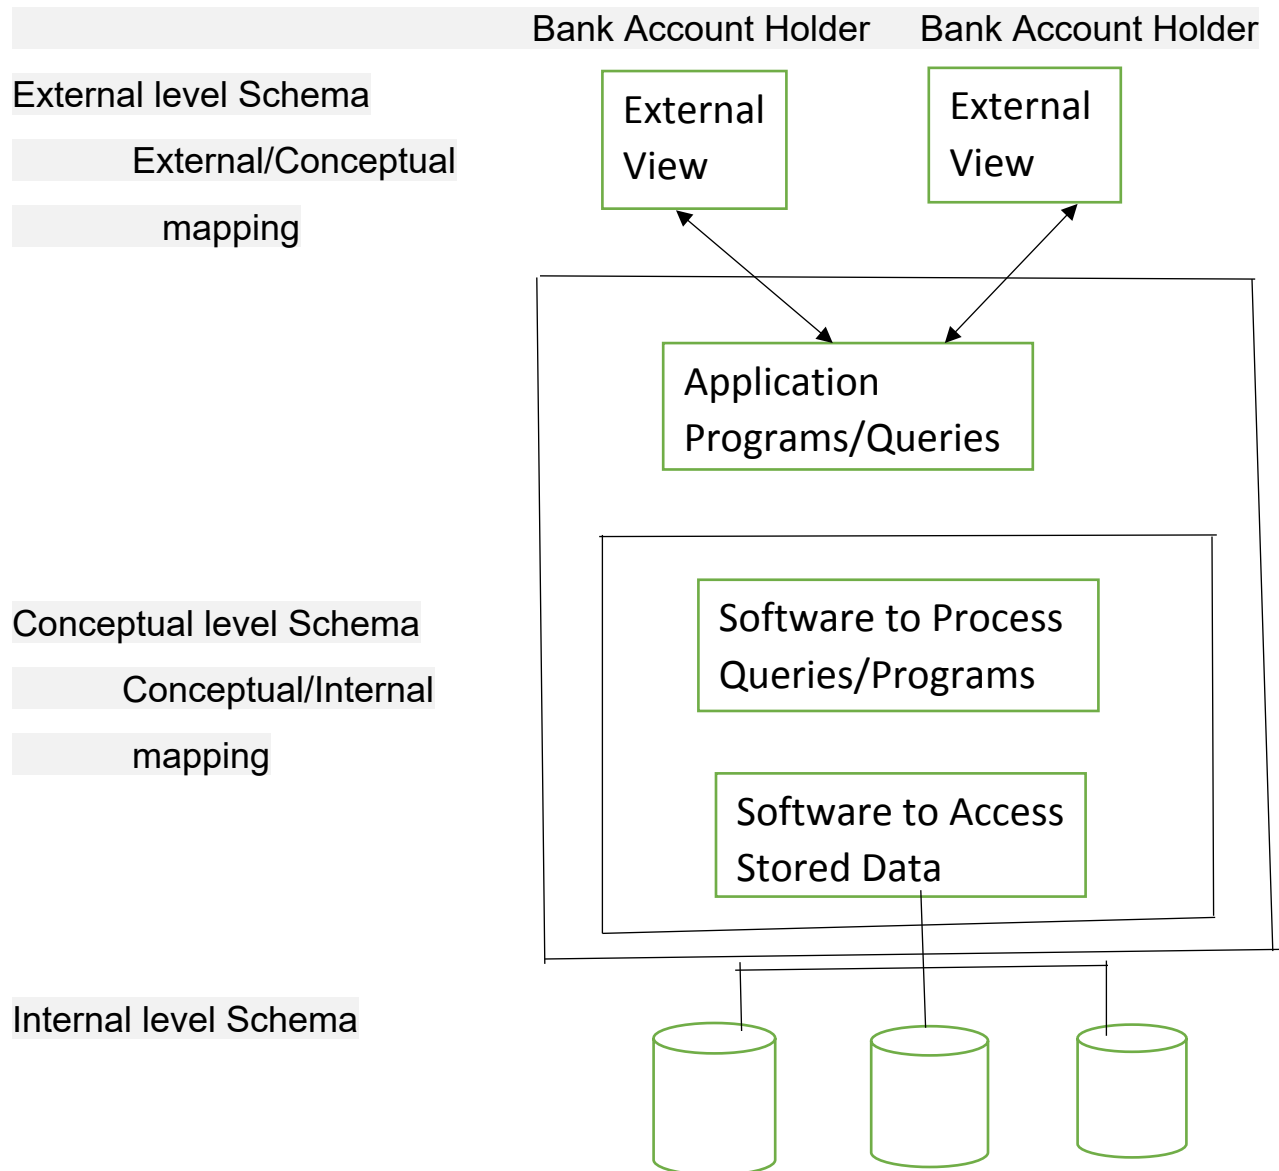 Bank Account Holder Bank Account Holder
External level Schema
External/Conceptual
mapping
External
View
External
View
Application
Programs/Queries
Conceptual level Schema
Conceptual/Internal
mapping
Software to Process
Queries/Programs
Software to Access
Stored Data
Internal level Schema